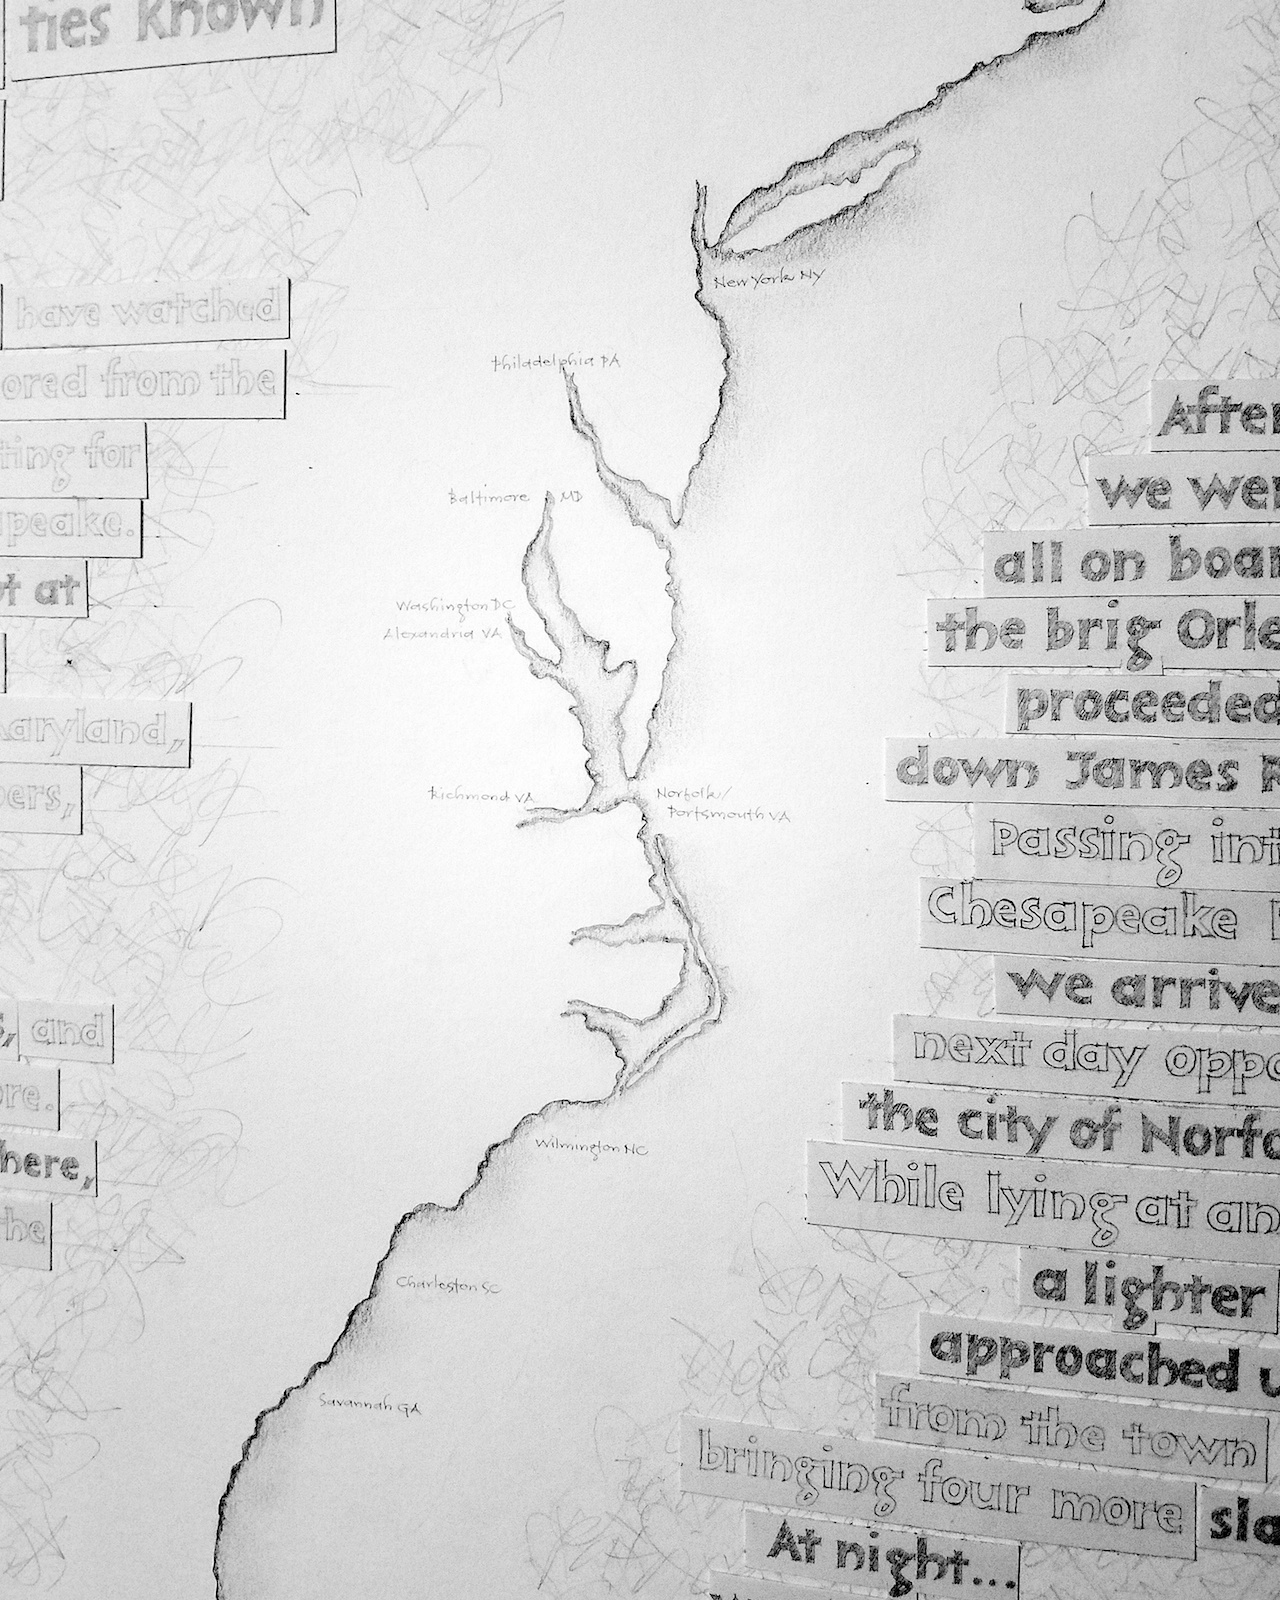 ties known
have watched
ored from the
ting for
peake.
t at
aryland,
ers,
and
re.
here,
he
New York NY
Philadelphia PA
Baltimore MD
Washington DC
Alexandria VA
Richmond VA
Norfolk/
Portsmouth VA
Wilmington NC
Charleston SC
Savannah GA
After
we wer
all on boar
the brig Orle
proceeded
down James R
Passing int
Chesapeake
we arrive
next day oppo
the city of Norfo
While lying at an
a lighter
approached u
from the town
bringing four more sla
At night...